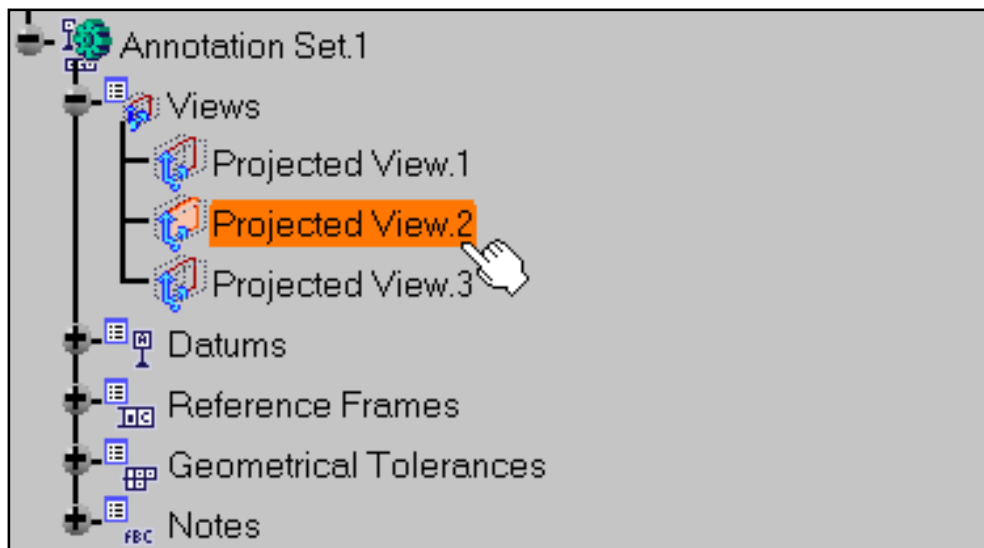 Annotation Set.1
Views
Projected View.1
Projected View.2
Projected View.3
Datums
Reference Frames
Geometrical Tolerances
Notes